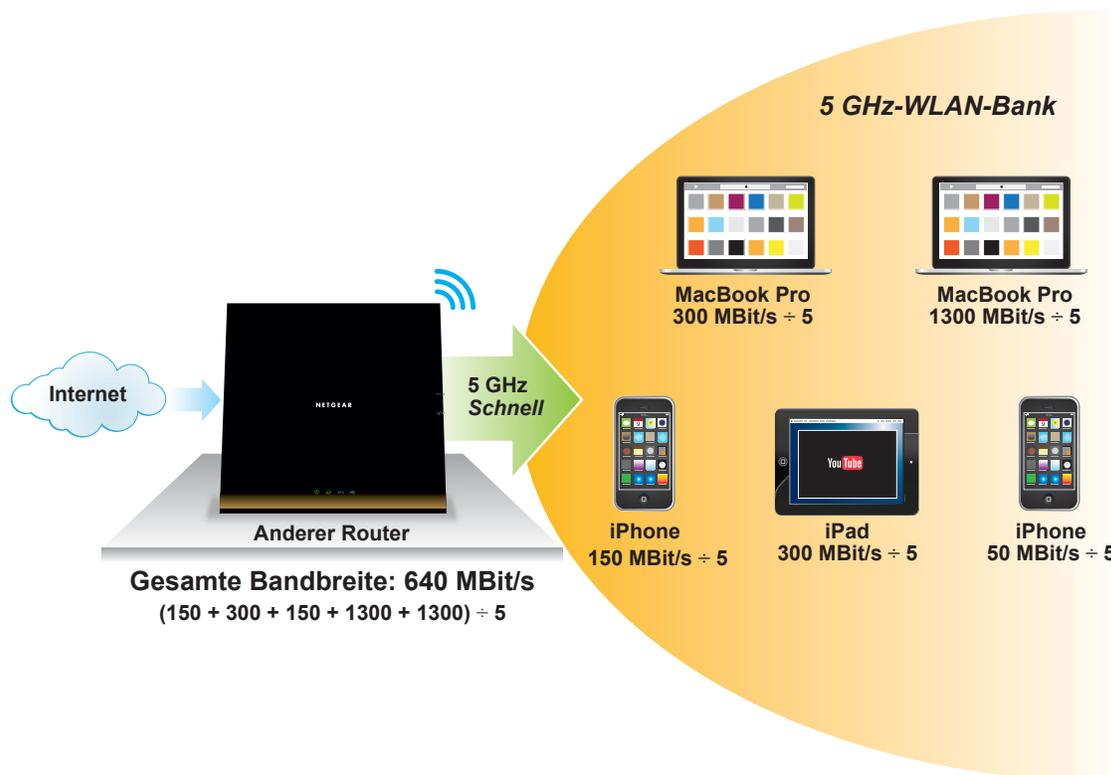 5 GHz-WLAN-Bank
MacBook Pro
300 MBit/s ÷ 5
MacBook Pro
1300 MBit/s ÷ 5
Internet
NETGEAR
5 GHz
Schnell
YouTube
Anderer Router
iPhone
150 MBit/s ÷ 5
iPad
300 MBit/s ÷ 5
iPhone
50 MBit/s ÷ 5
Gesamte Bandbreite: 640 MBit/s
(150 + 300 + 150 + 1300 + 1300) ÷ 5